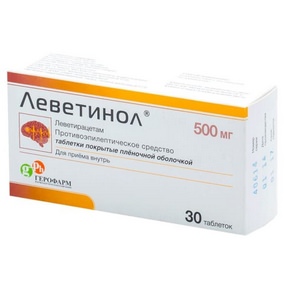 Леветинол®
Леветирацетам
Противоэпилептическое средство
500 мг
таблетки покрытые плёночной оболочкой
Для приёма внутрь
ГЕРОФАРМ
30 таблеток